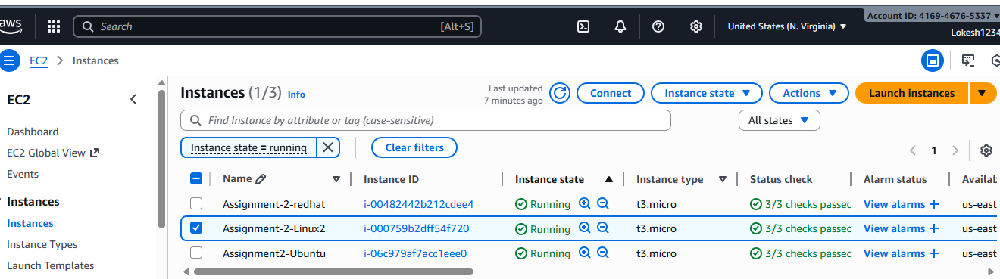 aws Search [Alt+S] United States (N. Virginia) Account ID: 4169-4676-5337
Lokesh1234
EC2 Instances
EC2
Dashboard
EC2 Global View
Events
Instances
Instances
Instance Types
Launch Templates
Instances (1/3) Info
Last updated
7 minutes ago
Connect Instance state Actions Launch instances
Find Instance by attribute or tag (case-sensitive) All states
Instance state = running Clear filters
1
Name Instance ID Instance state Instance type Status check Alarm status Availab
Assignment-2-redhat i-00482442b212cdee4 Running t3.micro 3/3 checks passec View alarms + us-east
Assignment-2-Linux2 i-000759b2dff54f720 Running t3.micro 3/3 checks passec View alarms + us-east
Assignment2-Ubuntu i-06c979af7acc1eee0 Running t3.micro 3/3 checks passec View alarms + us-east